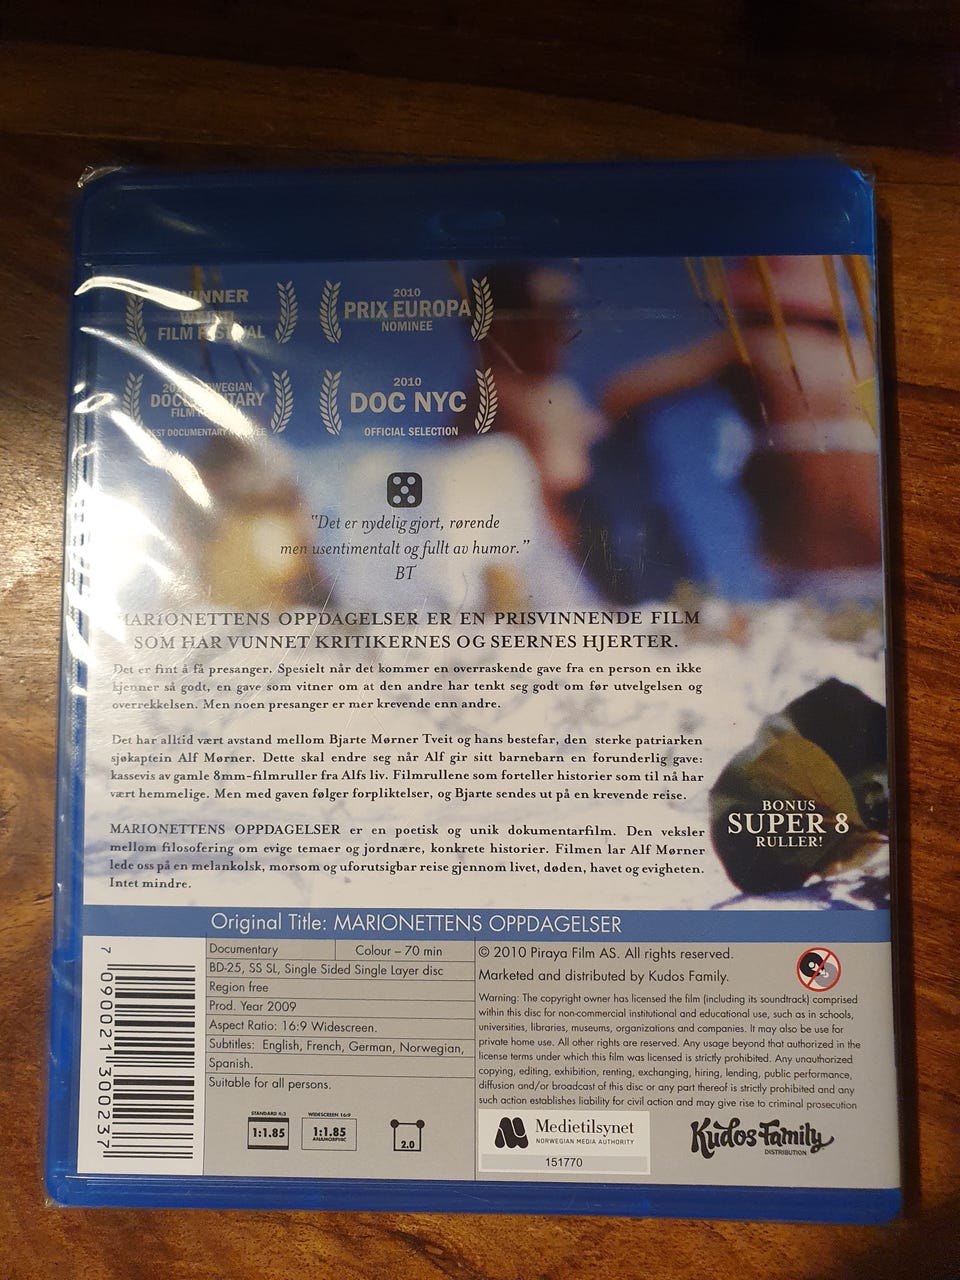 WINNER
FILM FESTIVAL
2010
PRIX EUROPA
NOMINEE
NORWEGIAN
DOCUMENTARY
FILM
BEST DOCUMENTARY NOMINEE
2010
DOC NYC
OFFICIAL SELECTION
"Det er nydelig gjort, rørende
men usentimentalt og fullt av humor."
BT
MARIONETTENS OPPDAGELSER ER EN PRISVINNENDE FILM
SOM HAR VUNNET KRITIKERNES OG SEERNES HJERTER.
Det er fint å få presanger. Spesielt når det kommer en overraskende gave fra en person en ikke
kjenner så godt, en gave som vitner om at den andre har tenkt seg godt om før utvelgelsen og
overrekkelsen. Men noen presanger er mer krevende enn andre.
Det har alltid vært avstand mellom Bjarte Mørner Tveit og hans bestefar, den sterke patriarken
sjøkaptein Alf Mørner. Dette skal endre seg når Alf gir sitt barnebarn en forunderlig gave:
kassevis av gamle 8mm-filmruller fra Alfs liv. Filmrullene som forteller historier som til nå har
vært hemmelige. Men med gaven følger forpliktelser, og Bjarte sendes ut på en krevende reise.
MARIONETTENS OPPDAGELSER er en poetisk og unik dokumentarfilm. Den veksler
mellom filosofering om evige temaer og jordnære, konkrete historier. Filmen lar Alf Mørner
lede oss på en melankolsk, morsom og uforutsigbar reise gjennom livet, døden, havet og evigheten.
Intet mindre.
BONUS
SUPER 8
RULLER!
Original Title: MARIONETTENS OPPDAGELSER
7 090021 300237
Documentary
Colour – 70 min
BD-25, SS SL, Single Sided Single Layer disc
Region free
Prod. Year 2009
Aspect Ratio: 16:9 Widescreen.
Subtitles: English, French, German, Norwegian,
Spanish.
Suitable for all persons.
STANDARD 4:3
1:1.85
WIDESCREEN 16:9
1:1.85
ANAMORPHIC
2.0
© 2010 Piraya Film AS. All rights reserved.
Marketed and distributed by Kudos Family.
Warning: The copyright owner has licensed the film (including its soundtrack) comprised
within this disc for non-commercial institutional and educational use, such as in schools,
universities, libraries, museums, organizations and companies. It may also be use for
private home use. All other rights are reserved. Any usage beyond that authorized in the
license terms under which this film was licensed is strictly prohibited. Any unauthorized
copying, editing, exhibition, renting, exchanging, hiring, lending, public performance,
diffusion and/or broadcast of this disc or any part thereof is strictly prohibited and any
such action establishes liability for civil action and may give rise to criminal prosecution
Medietilsynet
NORWEGIAN MEDIA AUTHORITY
151770
Kudos Family
DISTRIBUTION